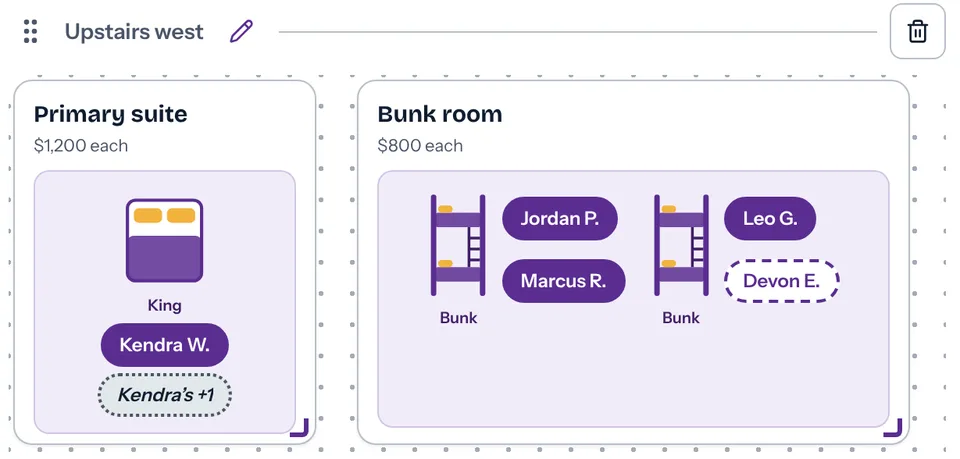 Upstairs west
Primary suite
$1,200 each
King
Kendra W.
Kendra's +1
Bunk room
$800 each
Jordan P.
Marcus R.
Bunk
Leo G.
Devon E.
Bunk